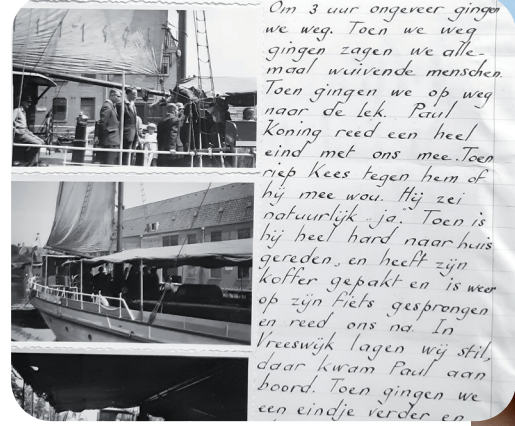 Om 3 uur ongeveer gingen
we weg. Toen we weg
gingen zagen we alle-
maal wuivende menschen.
Toen gingen we op weg
naar de Lek. Paul
Koning reed een heel
eind met ons mee. Toen
riep Kees tegen hem of
hij mee wou. Hij zei
natuurlijk ja. Toen is
hij heel hard naar huis
gereden, en heeft zijn
koffer gepakt en is weer
op zijn fiets gesprongen
en reed ons na. In
Vreeswijk lagen wij stil,
daar kwam Paul aan
boord. Toen gingen we
een eindje verder en